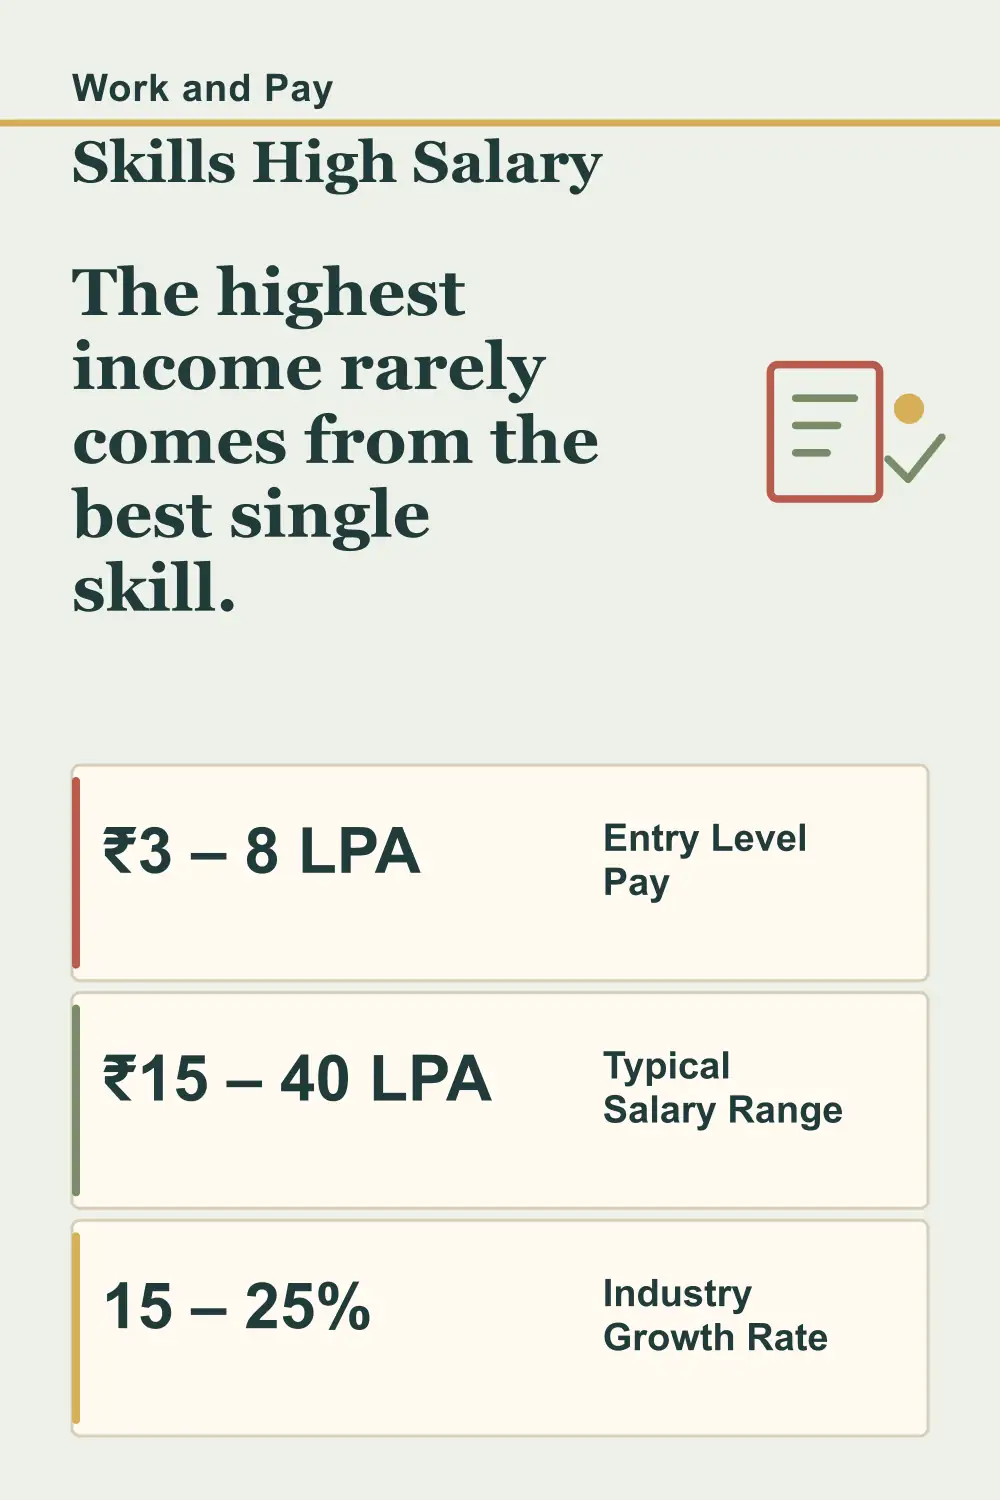 Work and Pay
Skills High Salary
The highest
income rarely
comes from the
best single
skill.
₹3 – 8 LPA
Entry Level
Pay
₹15 – 40 LPA
Typical
Salary Range
15 – 25%
Industry
Growth Rate